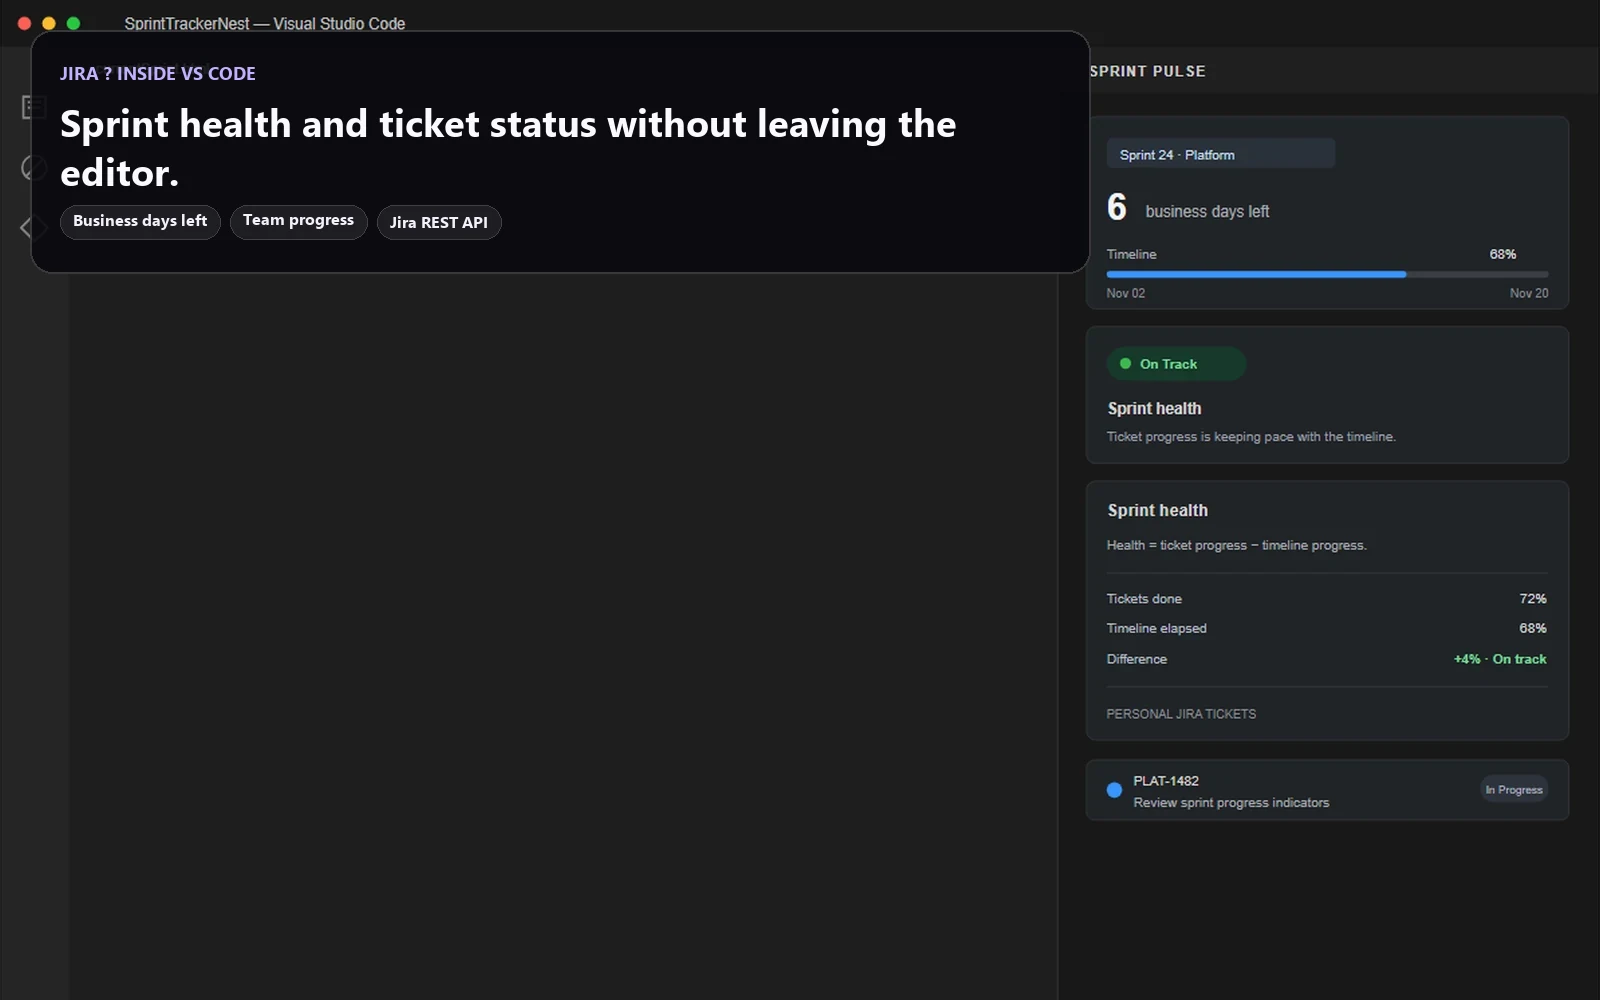 SprintTrackerNest — Visual Studio Code
JIRA ? INSIDE VS CODE
Sprint health and ticket status without leaving the
editor.
Business days left
Team progress
Jira REST API
SPRINT PULSE
Sprint 24 · Platform
6 business days left
Timeline 68%
Nov 02 Nov 20
On Track
Sprint health
Ticket progress is keeping pace with the timeline.
Sprint health
Health = ticket progress − timeline progress.
Tickets done 72%
Timeline elapsed 68%
Difference +4% · On track
PERSONAL JIRA TICKETS
PLAT-1482
Review sprint progress indicators
In Progress